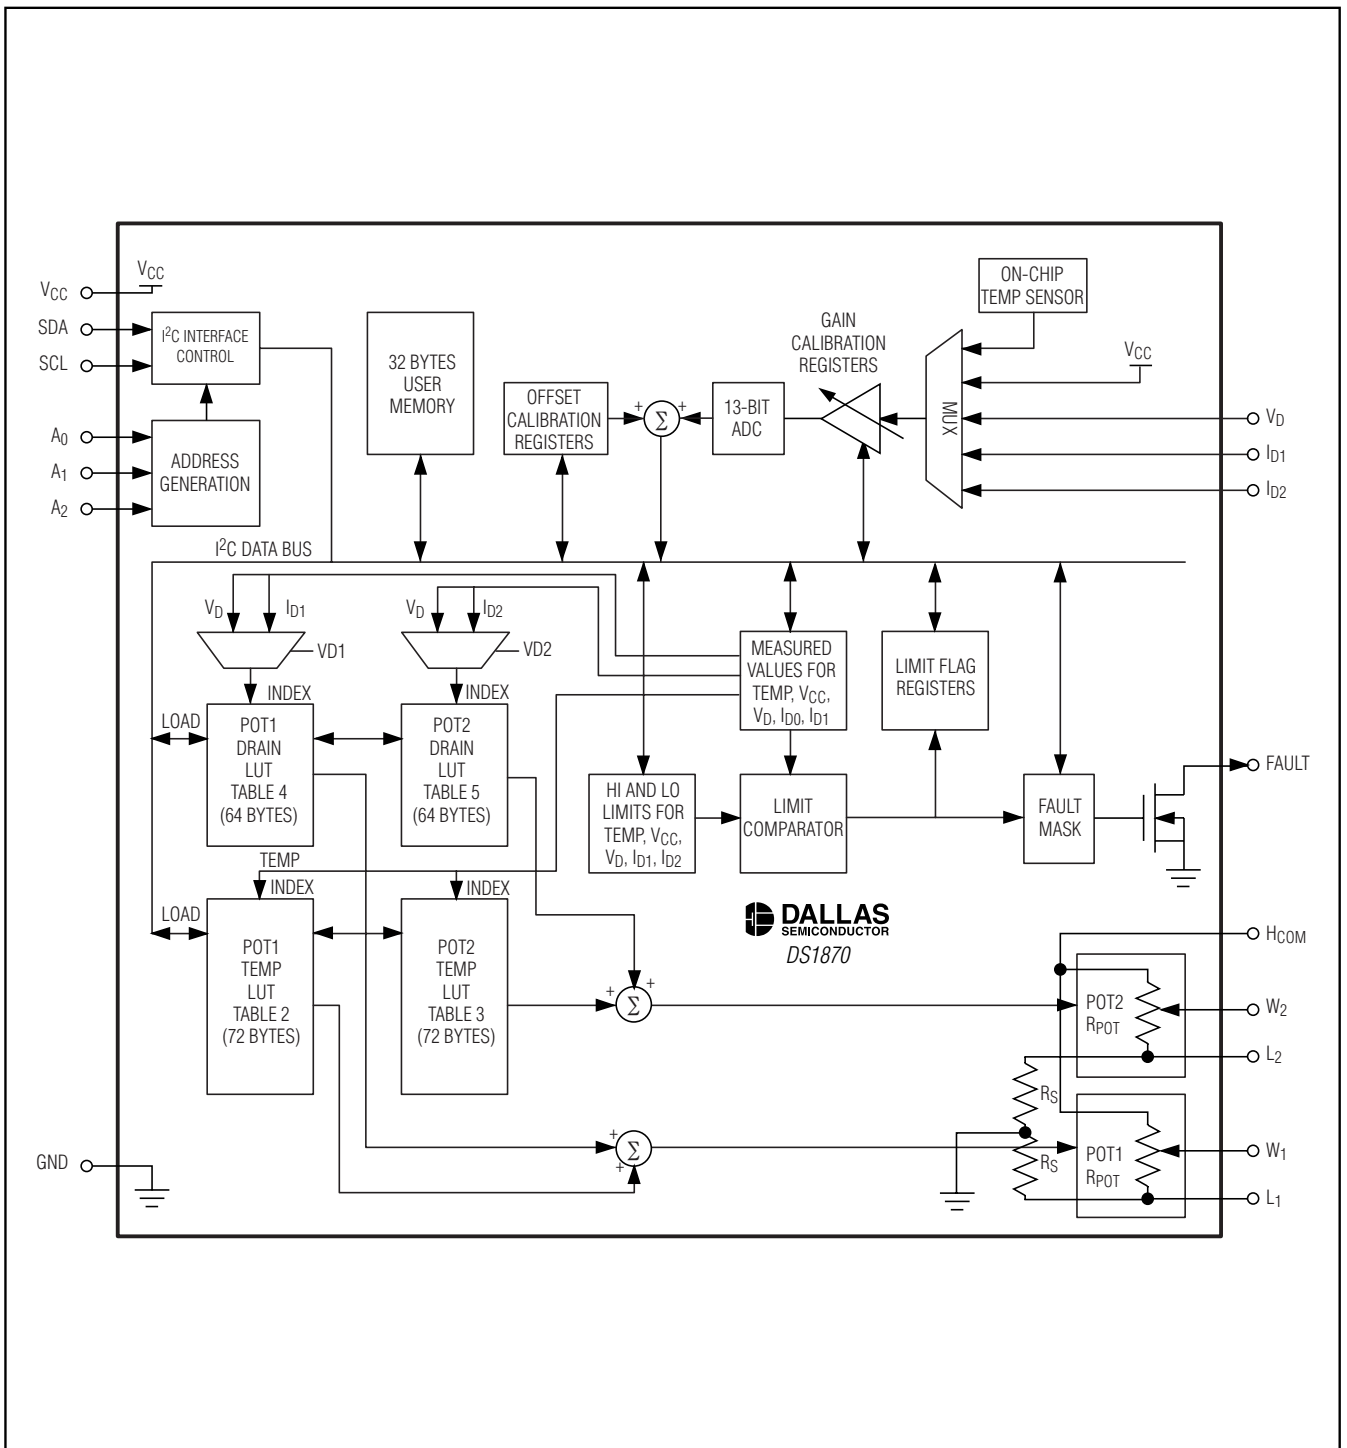 VCC
VCC
SDA
SCL
I2C INTERFACE
CONTROL
A0
A1
A2
ADDRESS
GENERATION
32 BYTES
USER
MEMORY
OFFSET
CALIBRATION
REGISTERS
+
Σ
+
13-BIT
ADC
GAIN
CALIBRATION
REGISTERS
MUX
ON-CHIP
TEMP SENSOR
VCC
VD
ID1
ID2
I2C DATA BUS
VD
ID1
VD1
VD
ID2
VD2
INDEX
INDEX
LOAD
POT1
DRAIN
LUT
TABLE 4
(64 BYTES)
POT2
DRAIN
LUT
TABLE 5
(64 BYTES)
MEASURED
VALUES FOR
TEMP, VCC,
VD, ID0, ID1
LIMIT FLAG
REGISTERS
HI AND LO
LIMITS FOR
TEMP, VCC,
VD, ID1, ID2
LIMIT
COMPARATOR
FAULT
MASK
FAULT
TEMP
INDEX
INDEX
LOAD
POT1
TEMP
LUT
TABLE 2
(72 BYTES)
POT2
TEMP
LUT
TABLE 3
(72 BYTES)
DALLAS
SEMICONDUCTOR
DS1870
+
+
Σ
HCOM
POT2
RPOT
W2
L2
RS
+
+
Σ
RS
POT1
RPOT
W1
L1
GND